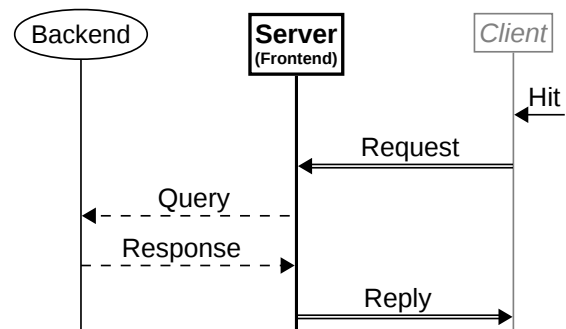 Backend
Server
(Frontend)
Client
Hit
Request
Query
Response
Reply